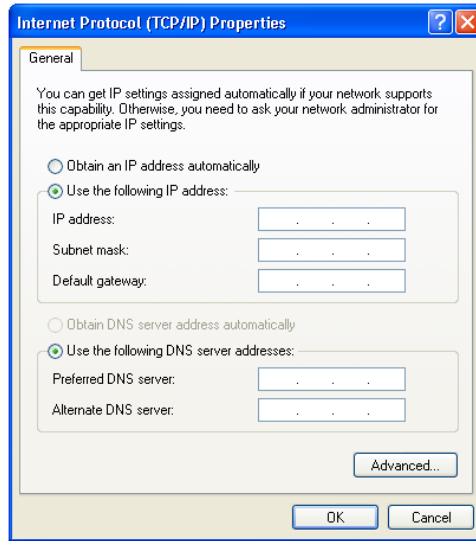 Internet Protocol (TCP/IP) Properties
General
You can get IP settings assigned automatically if your network supports
this capability. Otherwise, you need to ask your network administrator for
the appropriate IP settings.
Obtain an IP address automatically
Use the following IP address:
IP address:
Subnet mask:
Default gateway:
Obtain DNS server address automatically
Use the following DNS server addresses:
Preferred DNS server:
Alternate DNS server:
Advanced...
OK Cancel